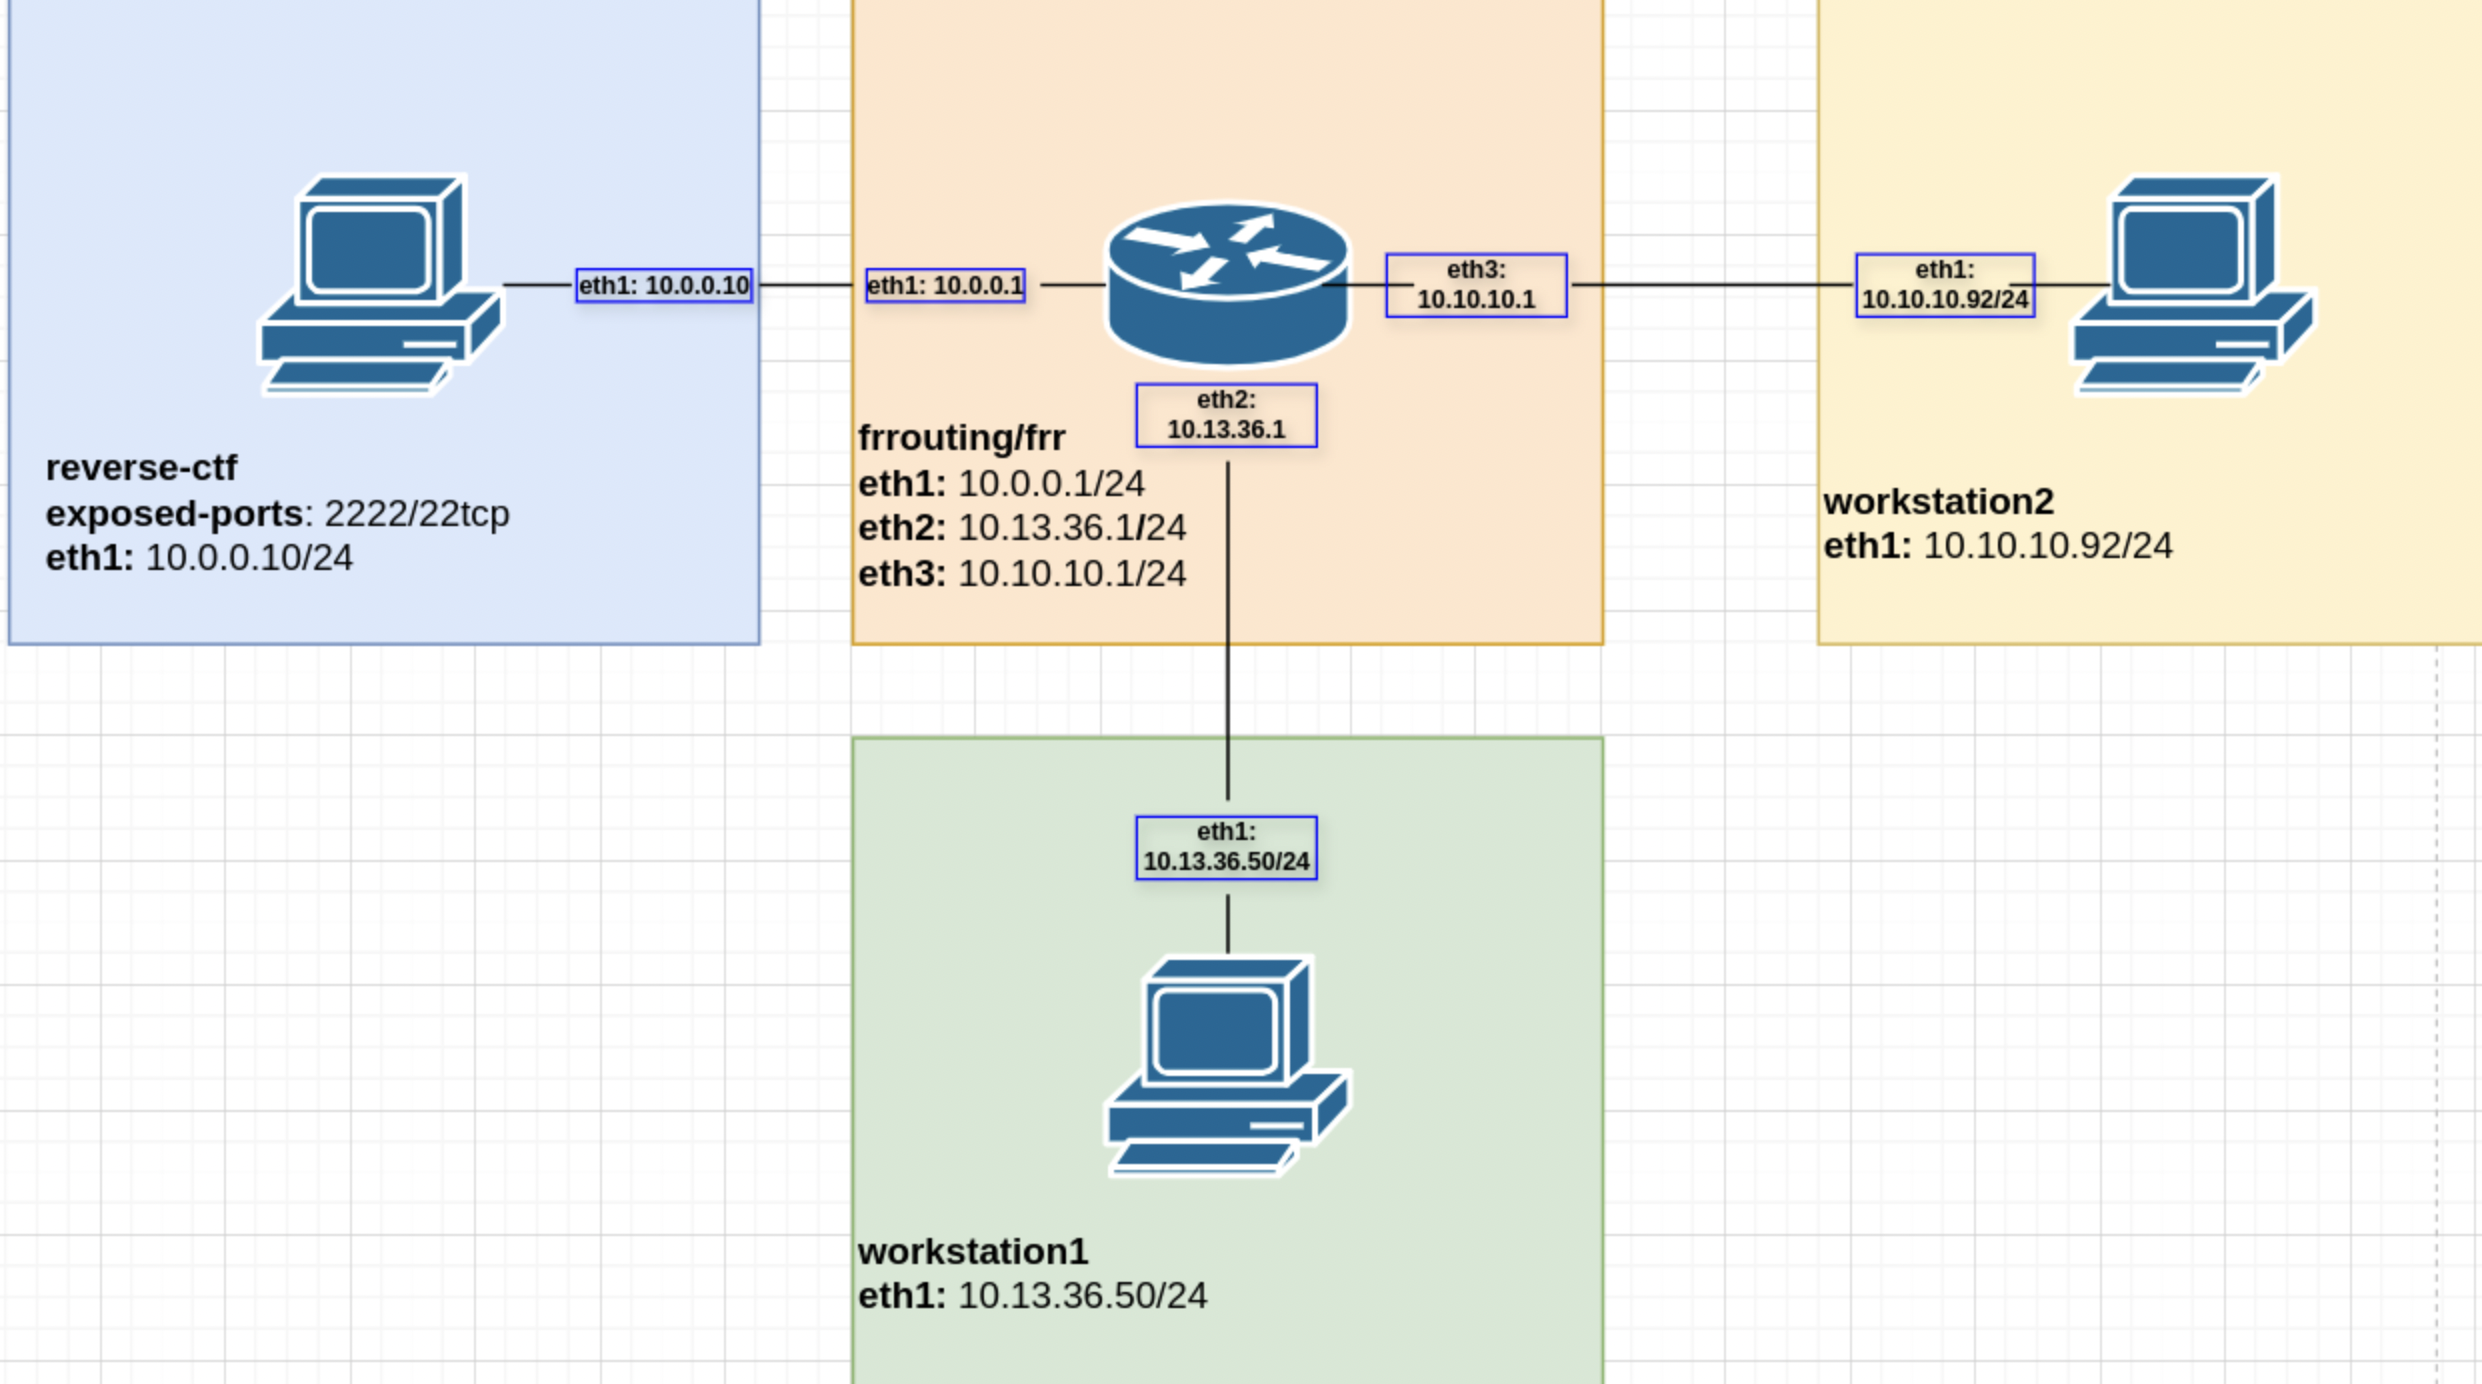 eth1: 10.0.0.10
eth1: 10.0.0.1
eth3:
10.10.10.1
eth1:
10.10.10.92/24
eth2:
10.13.36.1
reverse-ctf
exposed-ports: 2222/22tcp
eth1: 10.0.0.10/24
frrouting/frr
eth1: 10.0.0.1/24
eth2: 10.13.36.1/24
eth3: 10.10.10.1/24
workstation2
eth1: 10.10.10.92/24
eth1:
10.13.36.50/24
workstation1
eth1: 10.13.36.50/24